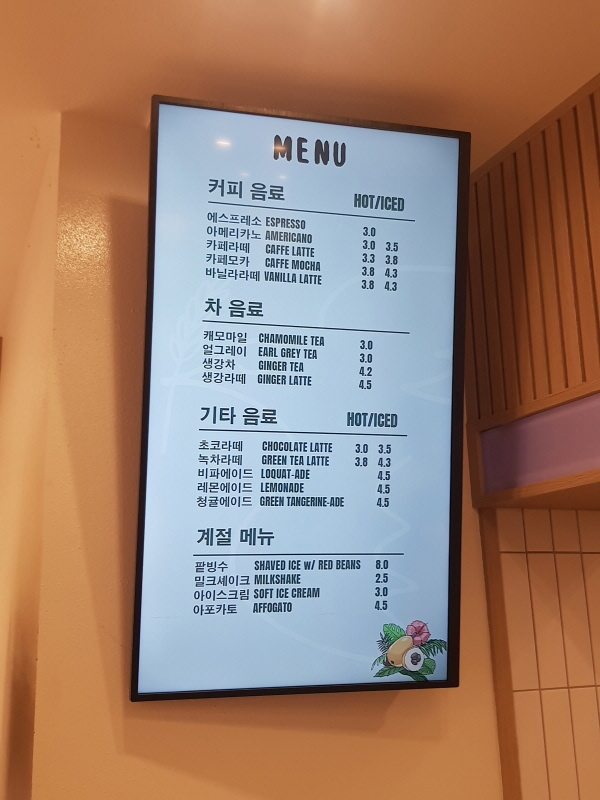 MENU
커피 음료 HOT/ICED
에스프레소 ESPRESSO 3.0
아메리카노 AMERICANO 3.0 3.5
카페라떼 CAFFE LATTE 3.3 3.8
카페모카 CAFFE MOCHA 3.8 4.3
바닐라라떼 VANILLA LATTE 3.8 4.3
차 음료
캐모마일 CHAMOMILE TEA 3.0
얼그레이 EARL GREY TEA 3.0
생강차 GINGER TEA 4.2
생강라떼 GINGER LATTE 4.5
기타 음료 HOT/ICED
초코라떼 CHOCOLATE LATTE 3.0 3.5
녹차라떼 GREEN TEA LATTE 3.8 4.3
비파에이드 LOQUAT-ADE 4.5
레몬에이드 LEMONADE 4.5
청귤에이드 GREEN TANGERINE-ADE 4.5
계절 메뉴
팥빙수 SHAVED ICE w/ RED BEANS 8.0
밀크셰이크 MILKSHAKE 2.5
아이스크림 SOFT ICE CREAM 3.0
아포카토 AFFOGATO 4.5